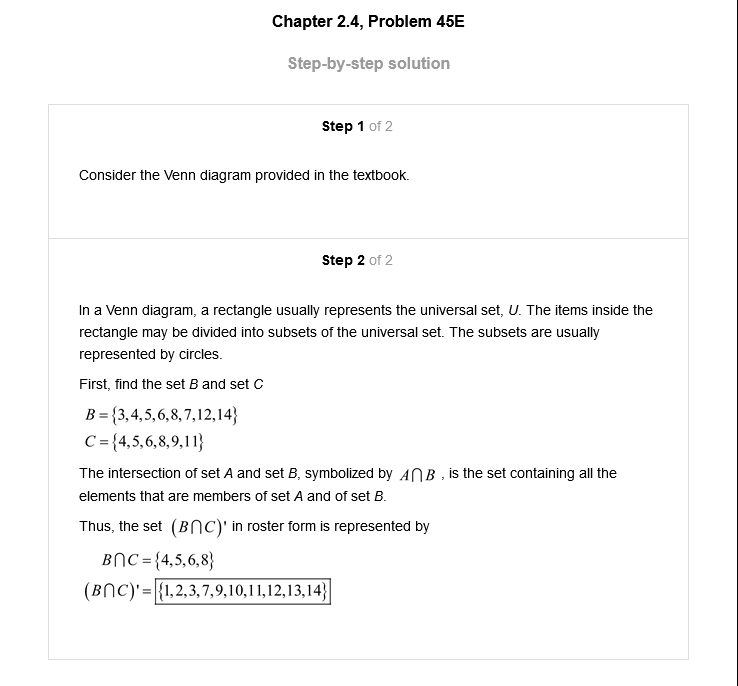 Chapter 2.4, Problem 45E
Step-by-step solution
Step 1 of 2
Consider the Venn diagram provided in the textbook.
Step 2 of 2
In a Venn diagram, a rectangle usually represents the universal set, U. The items inside the
rectangle may be divided into subsets of the universal set. The subsets are usually
represented by circles.
First, find the set B and set C
B = {3,4,5,6,8,7,12,14}
C = {4,5,6,8,9,11}
The intersection of set A and set B, symbolized by A⋂B , is the set containing all the
elements that are members of set A and of set B.
Thus, the set (B⋂C)' in roster form is represented by
B⋂C = {4,5,6,8}
(B⋂C)' = {1,2,3,7,9,10,11,12,13,14}